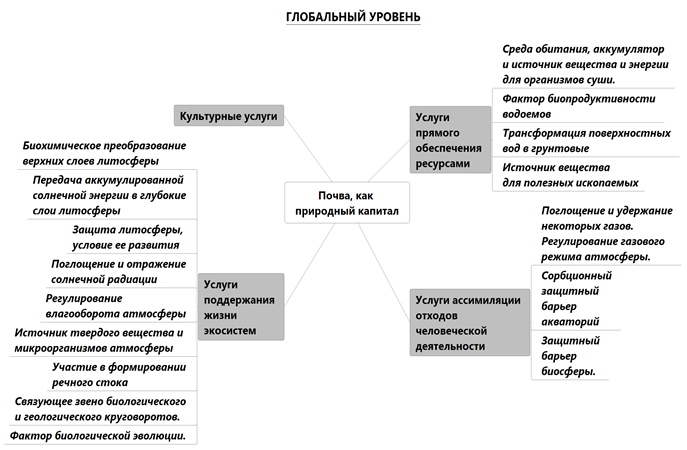 ГЛОБАЛЬНЫЙ УРОВЕНЬ
Культурные услуги
Биохимическое преобразование
верхних слоев литосферы
Передача аккумулированной
солнечной энергии в глубокие
слои литосферы
Защита литосферы,
условие ее развития
Поглощение и отражение
солнечной радиации
Регулирование
влагооборота атмосферы
Источник твердого вещества и
микроорганизмов атмосферы
Участие в формировании
речного стока
Связующее звено биологического
и геологического круговоротов.
Фактор биологической эволюции.
Услуги
поддержания
жизни
экосистем
Почва, как
природный капитал
Услуги
прямого
обеспечения
ресурсами
Среда обитания, аккумулятор
и источник вещества и энергии
для организмов суши.
Фактор биопродуктивности
водоемов
Трансформация поверхностных
вод в грунтовые
Источник вещества
для полезных ископаемых
Услуги ассимиляции
отходов
человеческой
деятельности
Поглощение и удержание
некоторых газов.
Регулирование газового
режима атмосферы.
Сорбционный
защитный
барьер
акваторий
Защитный
барьер
биосферы.